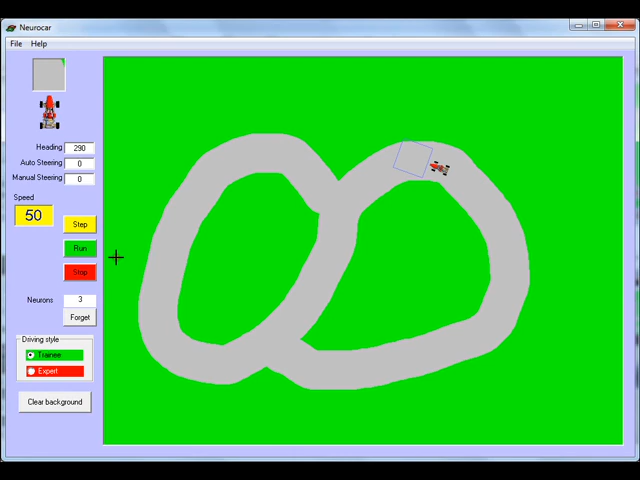 Neurocar
File Help
Heading 290
Auto Steering 0
Manual Steering 0
Speed
50
Step
Run
Stop
Neurons 3
Forget
Driving style
Trainee
Expert
Clear background